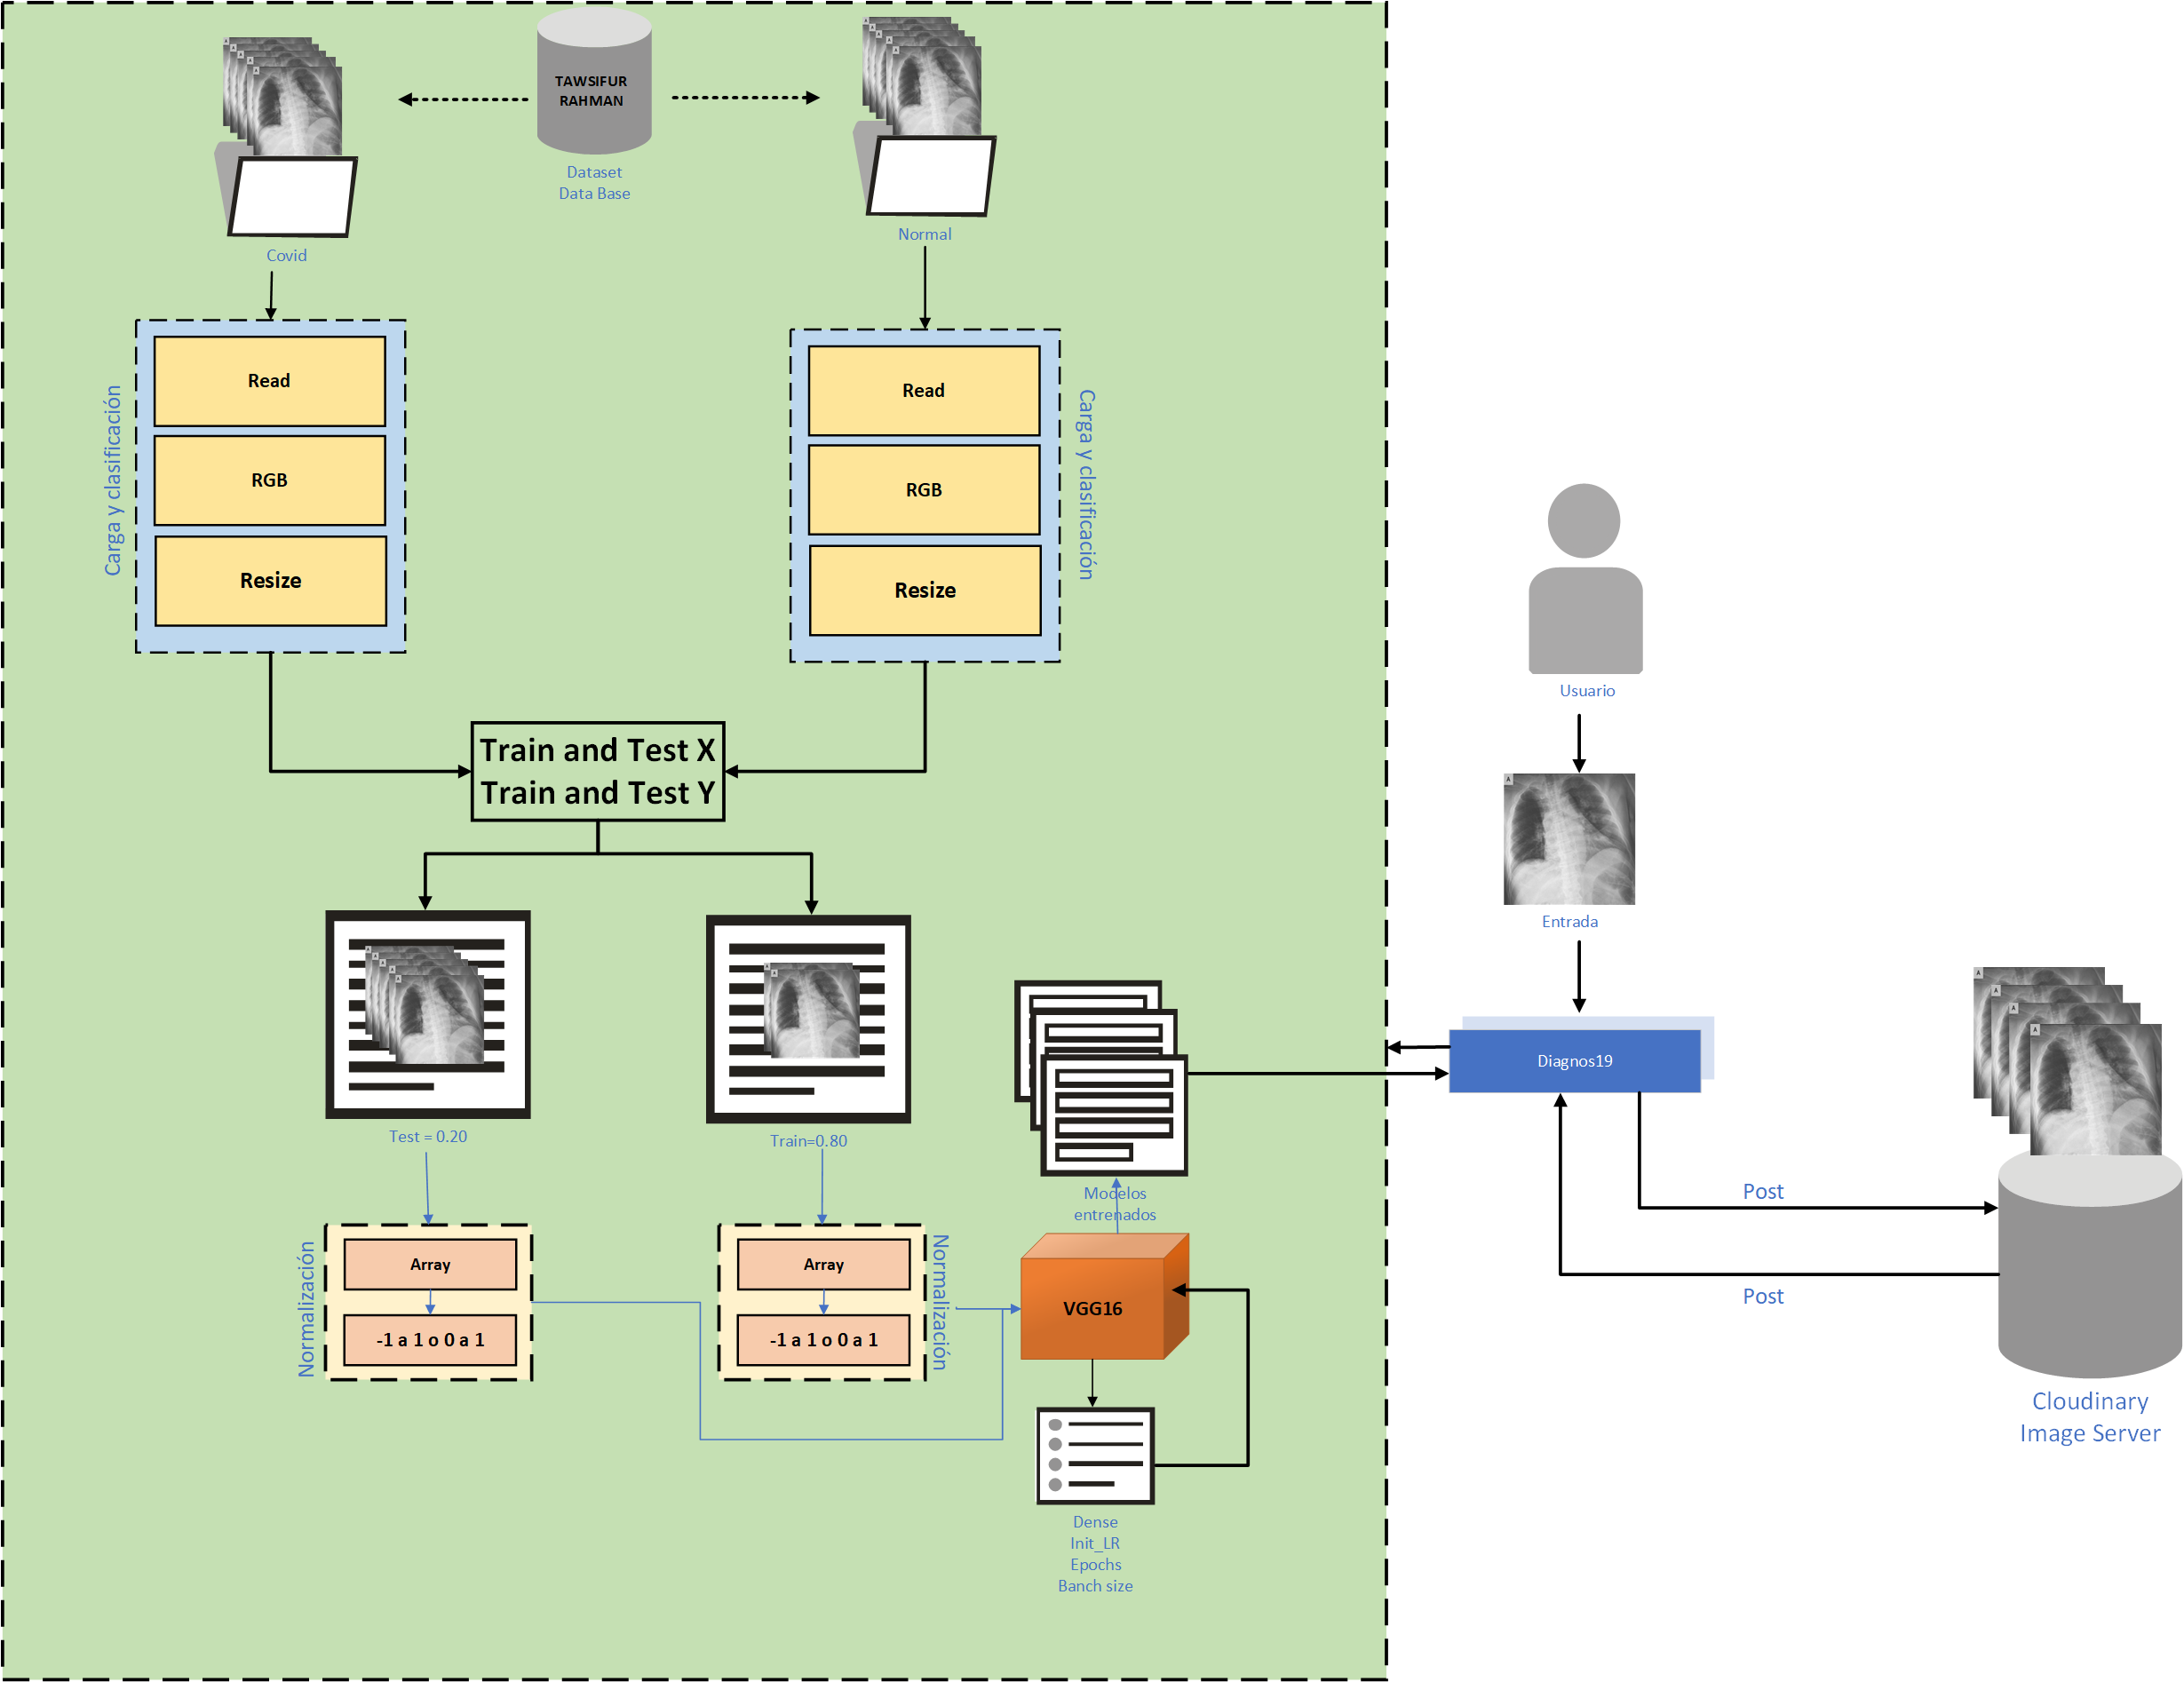 TAWSIFUR
RAHMAN
Dataset
Data Base
Covid
Normal
Carga y clasificación
Read
RGB
Resize
Read
RGB
Resize
Carga y clasificación
Train and Test X
Train and Test Y
Test = 0.20
Train=0.80
Normalización
Array
-1 a 1 o 0 a 1
Array
-1 a 1 o 0 a 1
Normalización
Modelos
entrenados
VGG16
Dense
Init_LR
Epochs
Banch size
Usuario
A
Entrada
Diagnos19
Post
Post
A
A
A
A
Cloudinary
Image Server